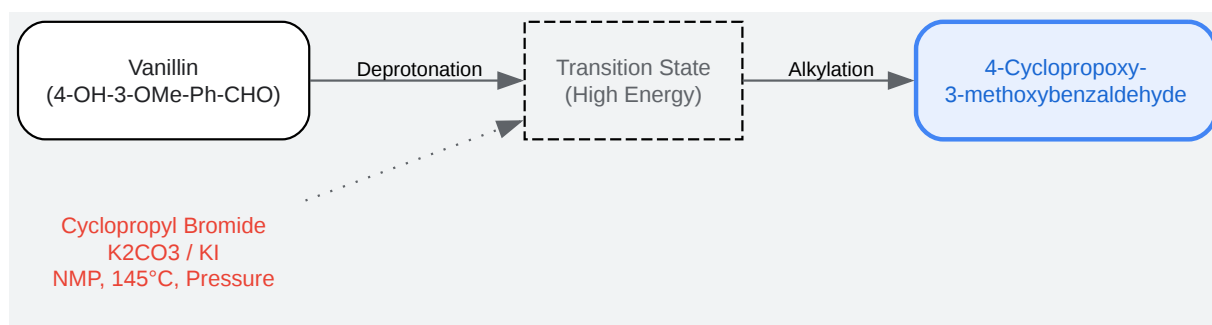 Vanillin
(4-OH-3-OMe-Ph-CHO)
Deprotonation
Transition State
(High Energy)
Alkylation
4-Cyclopropoxy-
3-methoxybenzaldehyde
Cyclopropyl Bromide
K2CO3 / KI
NMP, 145°C, Pressure